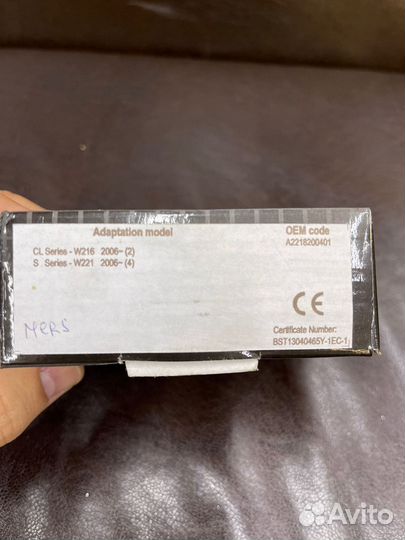 Adaptation model
OEM code
A2218200401
CL Series - W216 2006~ (2)
S Series - W221 2006~ (4)
CE
MERS
Certificate Number:
BST13040465Y-1EC-1
Avito